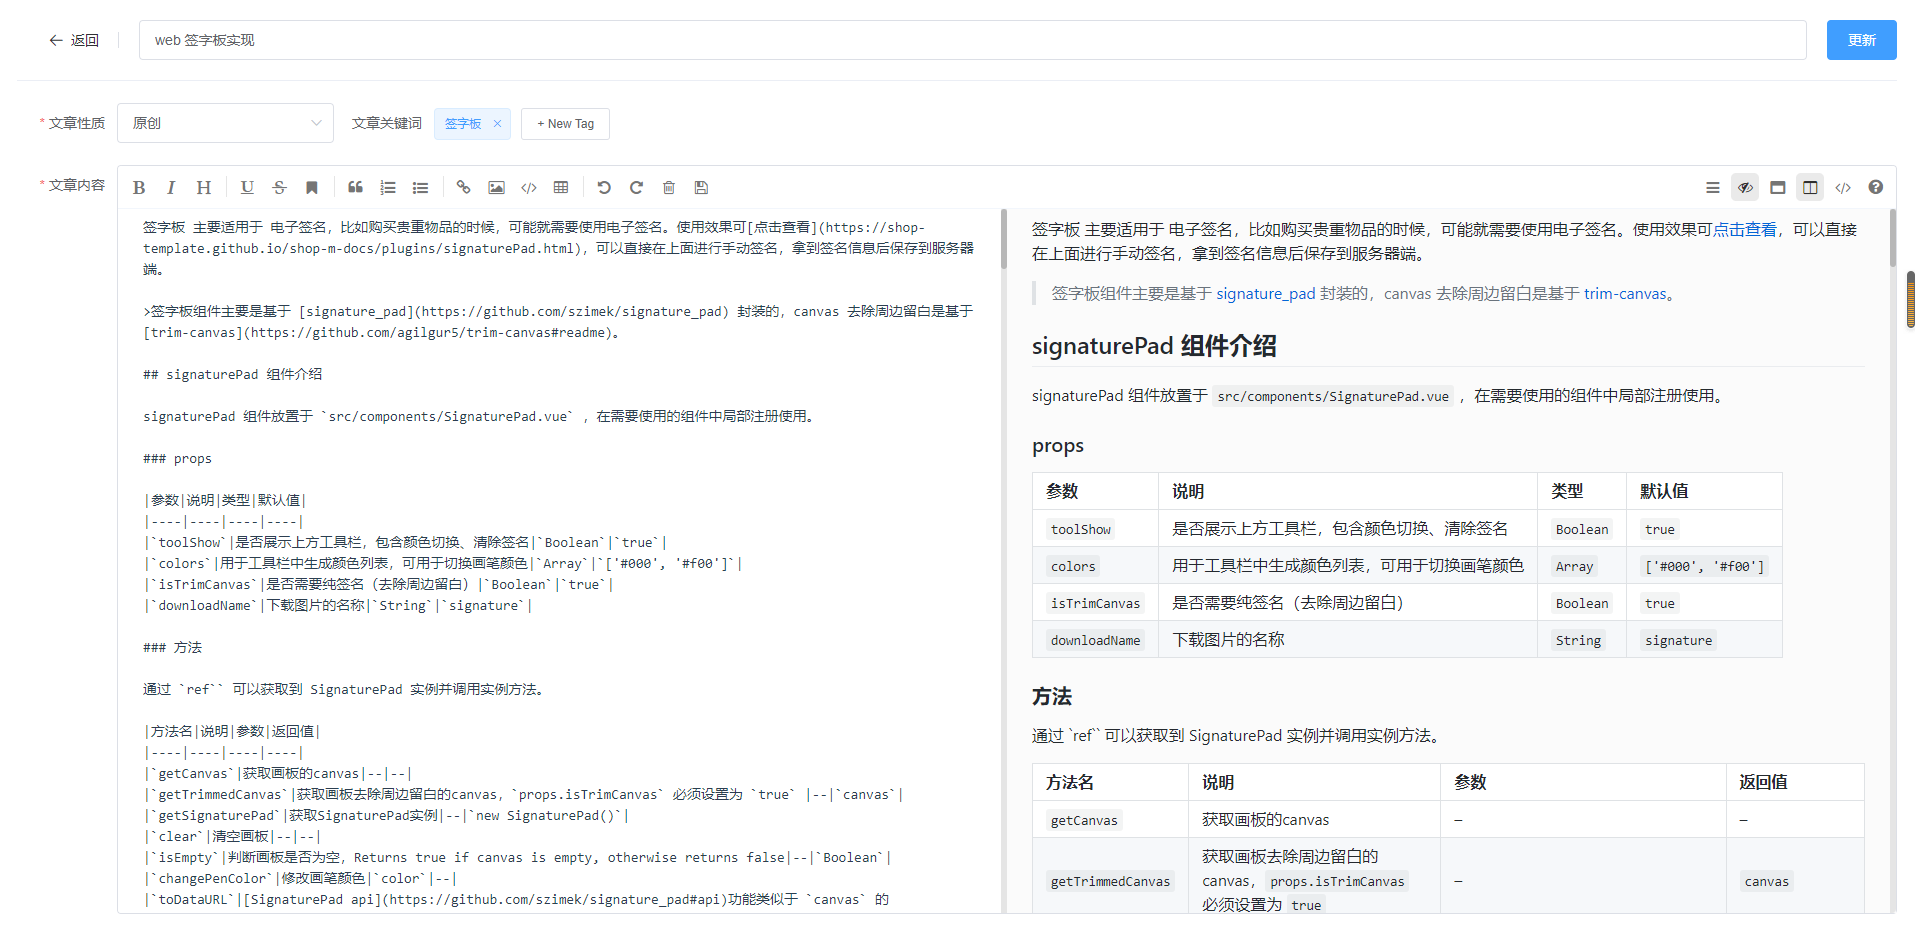 返回
web 签字板实现
更新
* 文章性质
原创
文章关键词
签字板 ×
+ New Tag
* 文章内容
签字板 主要适用于 电子签名，比如购买贵重物品的时候，可能就需要使用电子签名。使用效果可[点击查看](https://shop-
template.github.io/shop-m-docs/plugins/signaturePad.html)，可以直接在上面进行手动签名，拿到签名信息后保存到服务器
端。
>签字板组件主要是基于 [signature_pad](https://github.com/szimek/signature_pad) 封装的，canvas 去除周边留白是基于
[trim-canvas](https://github.com/agilgur5/trim-canvas#readme)。
## signaturePad 组件介绍
signaturePad 组件放置于 `src/components/SignaturePad.vue` ，在需要使用的组件中局部注册使用。
### props
|参数|说明|类型|默认值|
|----|----|----|----|
|`toolShow`|是否展示上方工具栏，包含颜色切换、清除签名|`Boolean`|`true`|
|`colors`|用于工具栏中生成颜色列表，可用于切换画笔颜色|`Array`|`['#000', '#f00']`|
|`isTrimCanvas`|是否需要纯签名（去除周边留白）|`Boolean`|`true`|
|`downloadName`|下载图片的名称|`String`|`signature`|
### 方法
通过 `ref`` 可以获取到 SignaturePad 实例并调用实例方法。
|方法名|说明|参数|返回值|
|----|----|----|----|
|`getCanvas`|获取画板的canvas|--|--|
|`getTrimmedCanvas`|获取画板去除周边留白的canvas，`props.isTrimCanvas` 必须设置为 `true` |--|`canvas`|
|`getSignaturePad`|获取SignaturePad实例|--|`new SignaturePad()`|
|`clear`|清空画板|--|--|
|`isEmpty`|判断画板是否为空，Returns true if canvas is empty, otherwise returns false|--|`Boolean`|
|`changePenColor`|修改画笔颜色|`color`|--|
|`toDataURL`|[SignaturePad api](https://github.com/szimek/signature_pad#api)功能类似于 `canvas` 的
签字板 主要适用于 电子签名，比如购买贵重物品的时候，可能就需要使用电子签名。使用效果可点击查看，可以直接
在上面进行手动签名，拿到签名信息后保存到服务器端。
签字板组件主要是基于 signature_pad 封装的，canvas 去除周边留白是基于 trim-canvas。
signaturePad 组件介绍
signaturePad 组件放置于 src/components/SignaturePad.vue ，在需要使用的组件中局部注册使用。
props
参数 说明 类型 默认值
toolShow 是否展示上方工具栏，包含颜色切换、清除签名 Boolean true
colors 用于工具栏中生成颜色列表，可用于切换画笔颜色 Array ['#000', '#f00']
isTrimCanvas 是否需要纯签名（去除周边留白） Boolean true
downloadName 下载图片的名称 String signature
方法
通过 `ref`` 可以获取到 SignaturePad 实例并调用实例方法。
方法名 说明 参数 返回值
getCanvas 获取画板的canvas – –
获取画板去除周边留白的
getTrimmedCanvas canvas，props.isTrimCanvas – canvas
必须设置为 true